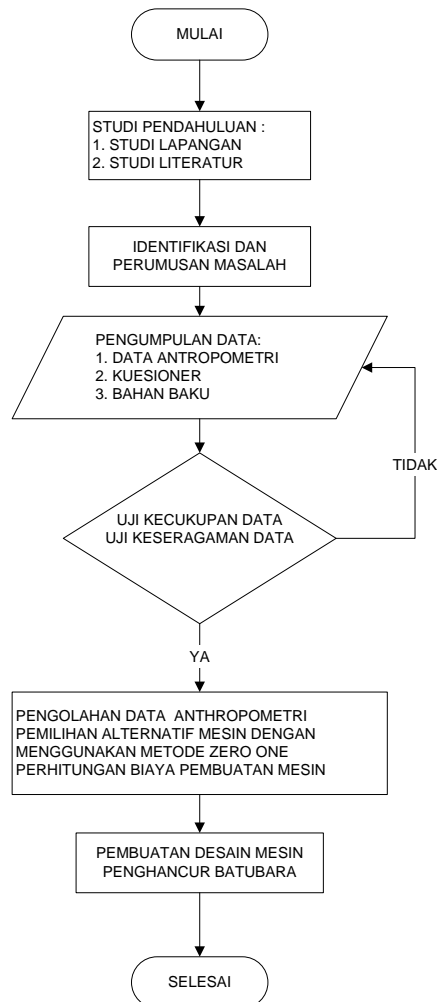 MULAI
STUDI PENDAHULUAN :
1. STUDI LAPANGAN
2. STUDI LITERATUR
IDENTIFIKASI DAN
PERUMUSAN MASALAH
PENGUMPULAN DATA:
1. DATA ANTROPOMETRI
2. KUESIONER
3. BAHAN BAKU
TIDAK
UJI KECUKUPAN DATA
UJI KESERAGAMAN DATA
YA
PENGOLAHAN DATA ANTHROPOMETRI
PEMILIHAN ALTERNATIF MESIN DENGAN
MENGGUNAKAN METODE ZERO ONE
PERHITUNGAN BIAYA PEMBUATAN MESIN
PEMBUATAN DESAIN MESIN
PENGHANCUR BATUBARA
SELESAI